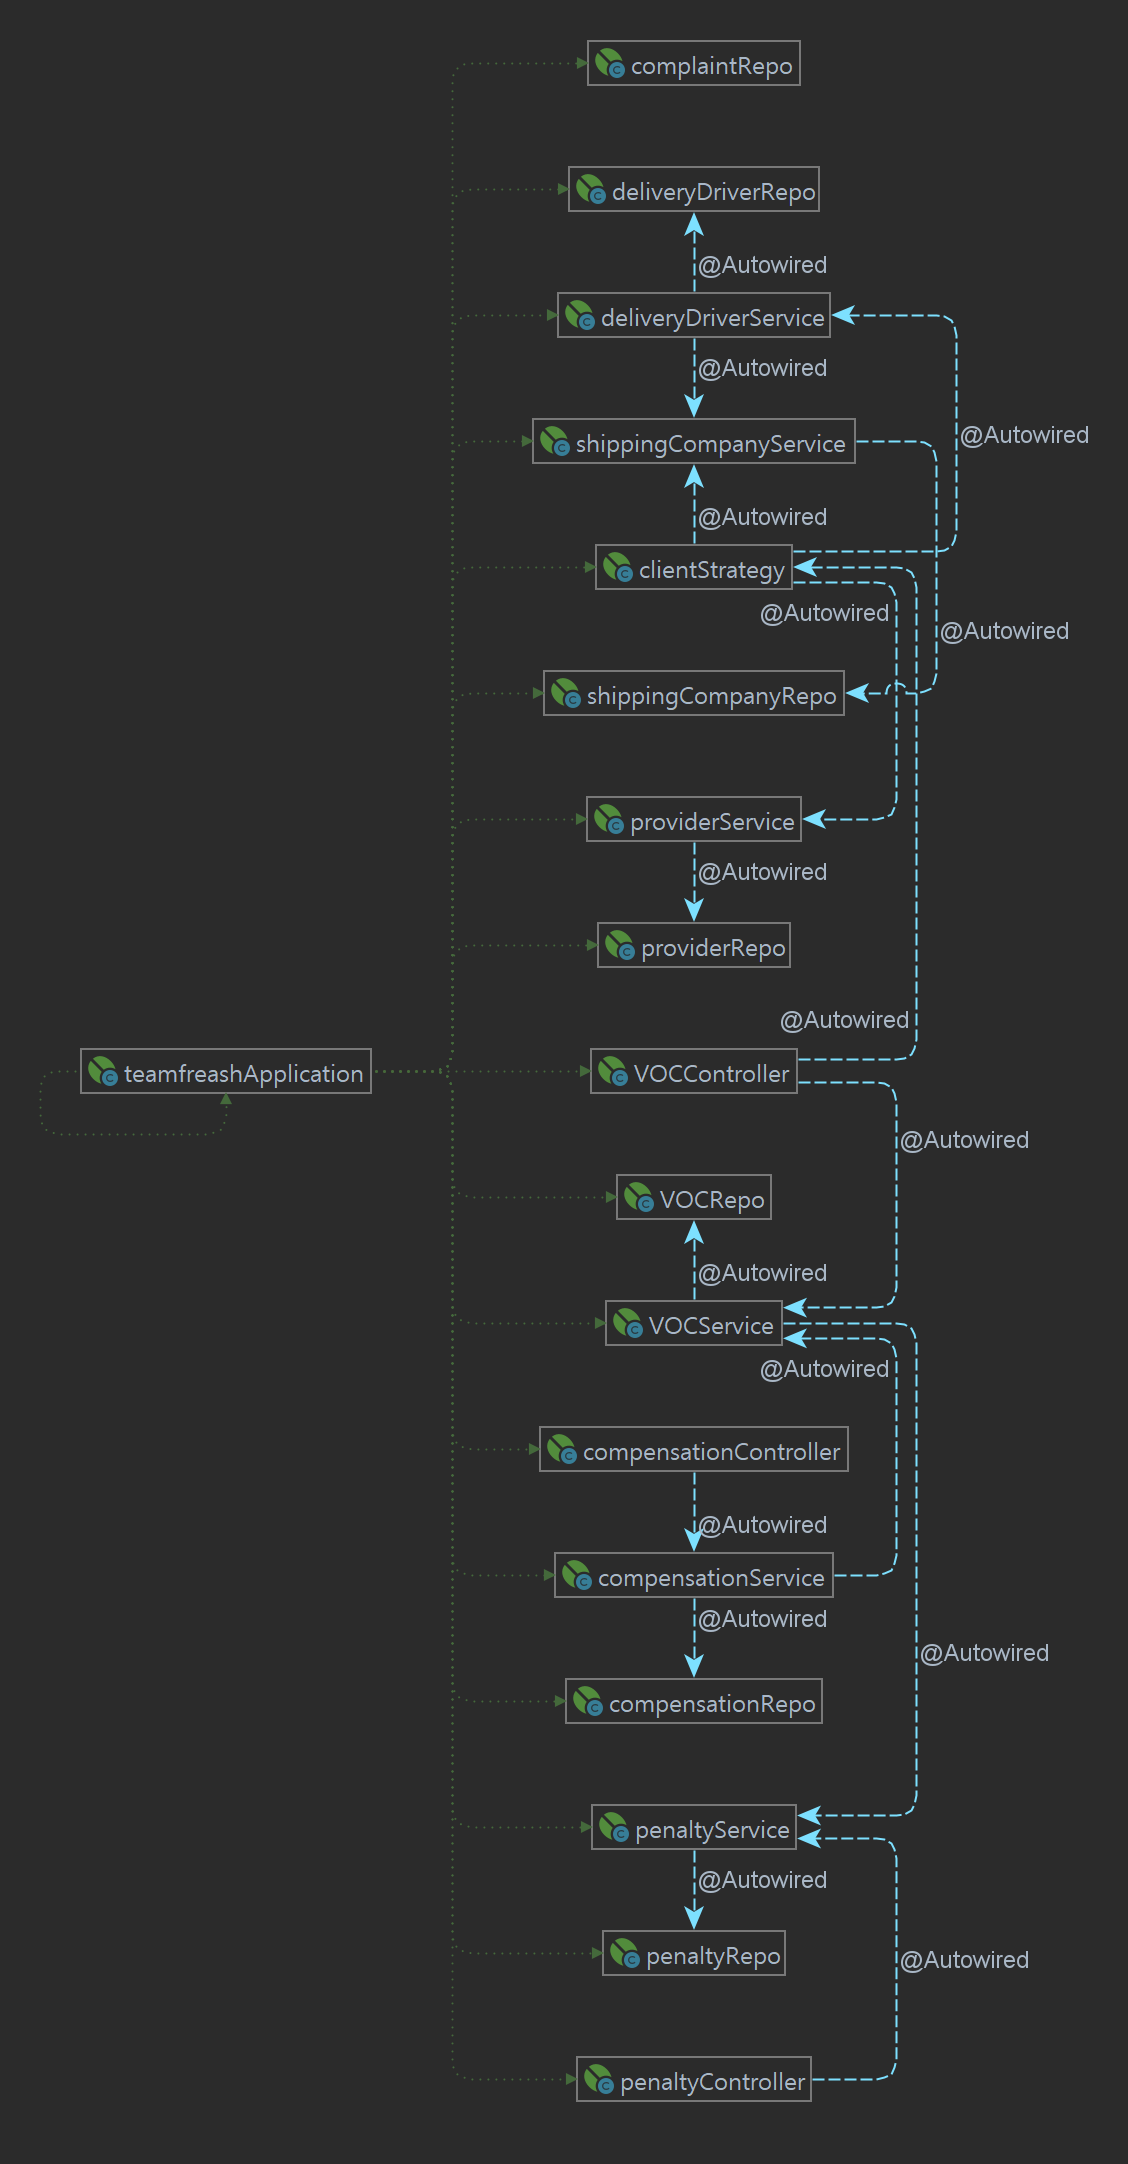 complaintRepo
deliveryDriverRepo
@Autowired
deliveryDriverService
@Autowired
shippingCompanyService
@Autowired
@Autowired
clientStrategy
@Autowired
@Autowired
shippingCompanyRepo
providerService
@Autowired
providerRepo
@Autowired
teamfreashApplication
VOCController
@Autowired
VOCRepo
@Autowired
VOCService
@Autowired
compensationController
@Autowired
compensationService
@Autowired
@Autowired
compensationRepo
penaltyService
@Autowired
penaltyRepo
@Autowired
penaltyController